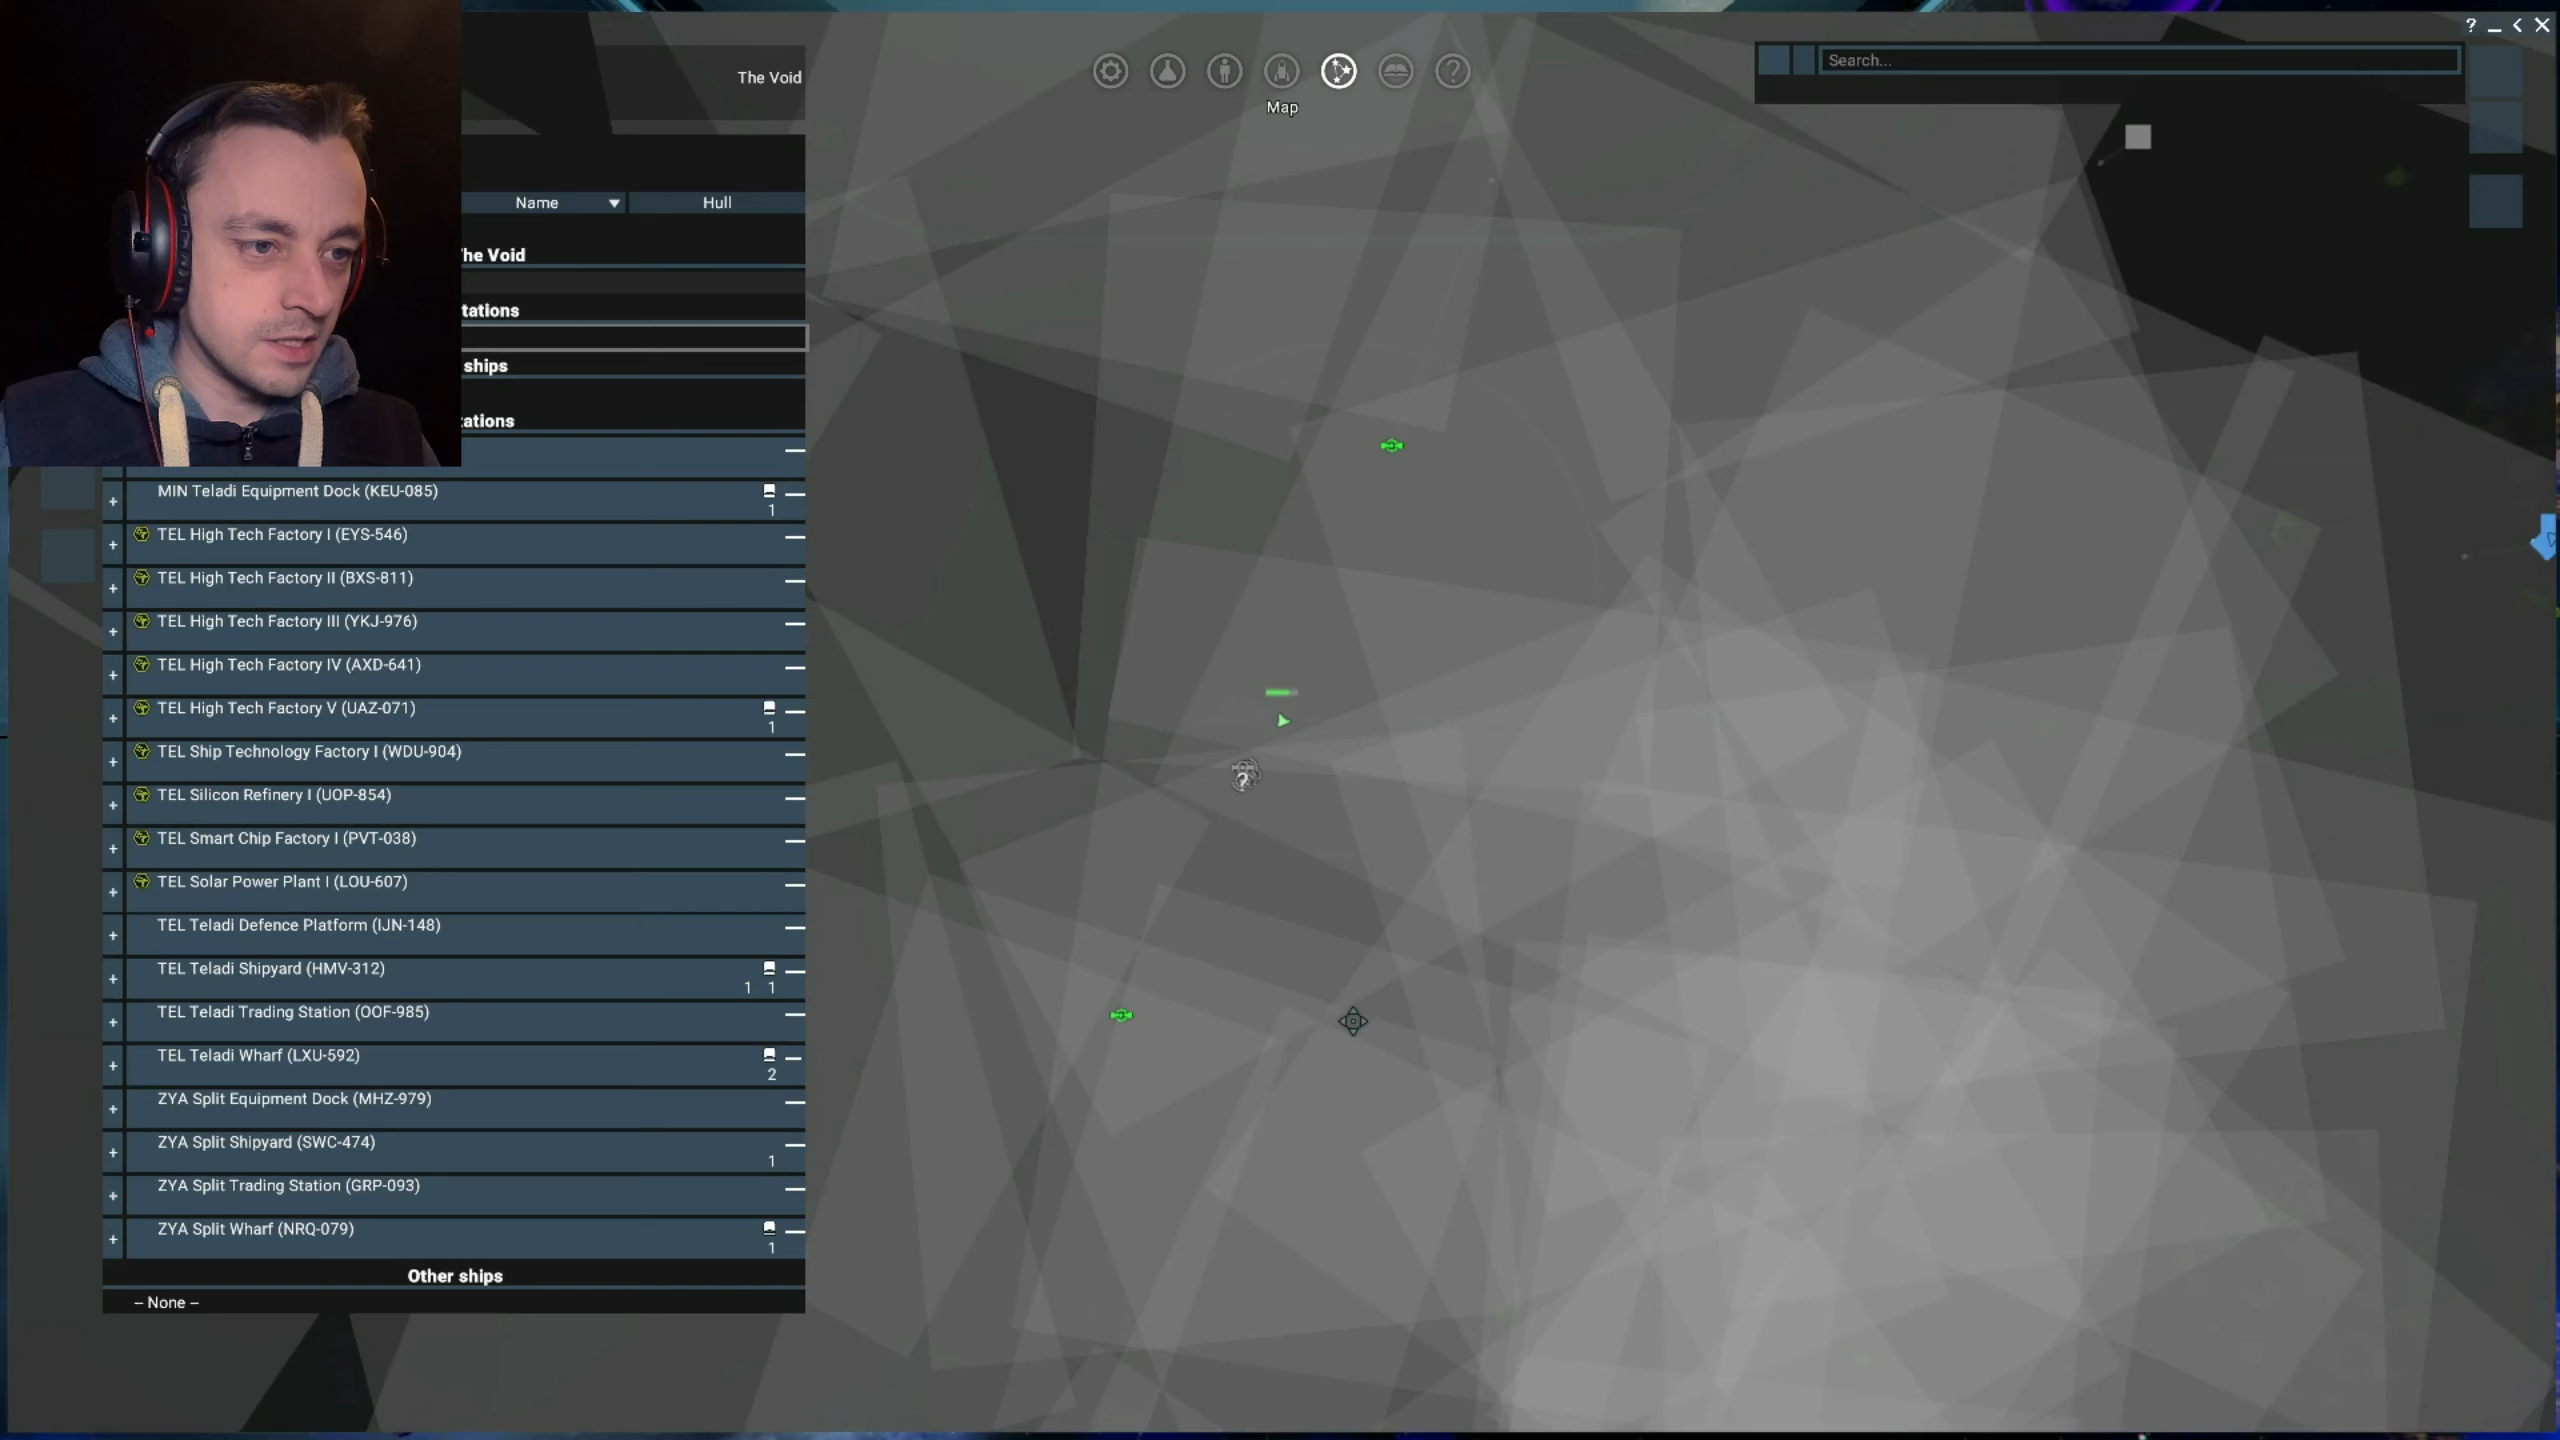 The Void
Map
Search...
Name
Hull
he Void
tations
ships
tations
MIN Teladi Equipment Dock (KEU-085)
1
TEL High Tech Factory I (EYS-546)
TEL High Tech Factory II (BXS-811)
TEL High Tech Factory III (YKJ-976)
TEL High Tech Factory IV (AXD-641)
TEL High Tech Factory V (UAZ-071)
1
TEL Ship Technology Factory I (WDU-904)
TEL Silicon Refinery I (UOP-854)
TEL Smart Chip Factory I (PVT-038)
TEL Solar Power Plant I (LOU-607)
TEL Teladi Defence Platform (IJN-148)
TEL Teladi Shipyard (HMV-312)
1 1
TEL Teladi Trading Station (OOF-985)
TEL Teladi Wharf (LXU-592)
2
ZYA Split Equipment Dock (MHZ-979)
ZYA Split Shipyard (SWC-474)
1
ZYA Split Trading Station (GRP-093)
ZYA Split Wharf (NRQ-079)
1
Other ships
– None –